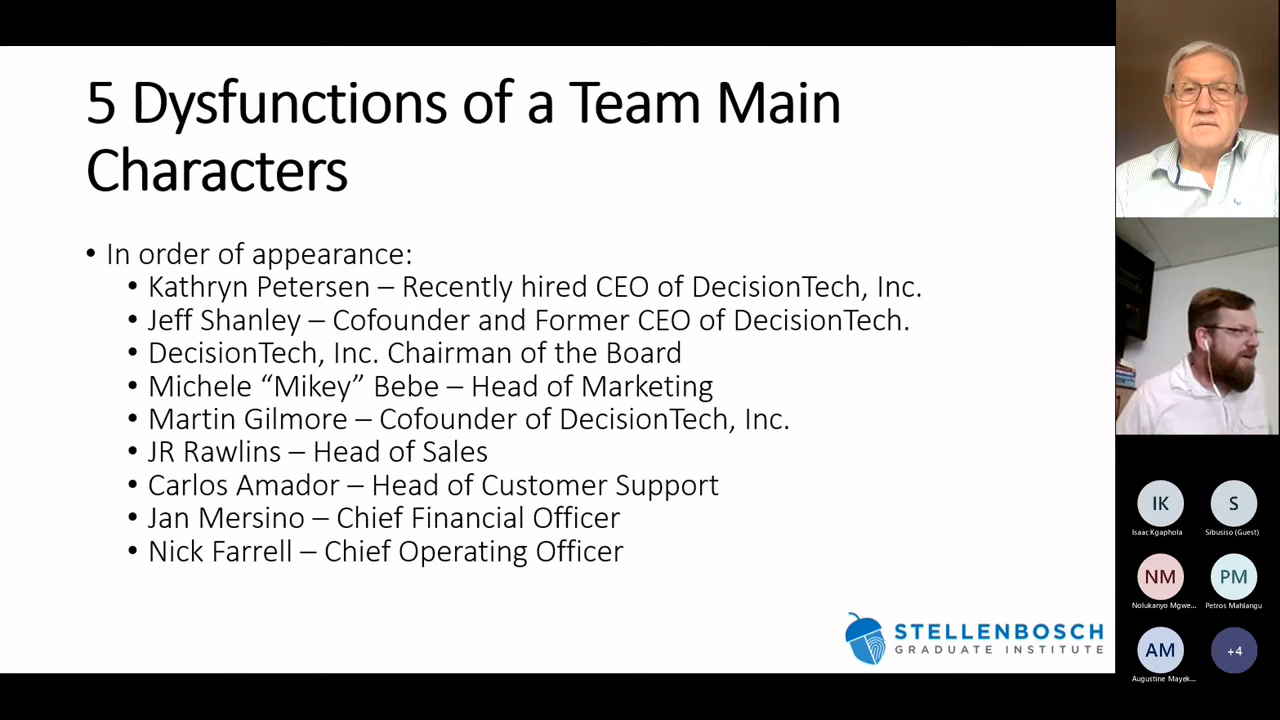 5 Dysfunctions of a Team Main
Characters
• In order of appearance:
• Kathryn Petersen – Recently hired CEO of DecisionTech, Inc.
• Jeff Shanley – Cofounder and Former CEO of DecisionTech.
• DecisionTech, Inc. Chairman of the Board
• Michele “Mikey” Bebe – Head of Marketing
• Martin Gilmore – Cofounder of DecisionTech, Inc.
• JR Rawlins – Head of Sales
• Carlos Amador – Head of Customer Support
• Jan Mersino – Chief Financial Officer
• Nick Farrell – Chief Operating Officer
STELLENBOSCH
GRADUATE INSTITUTE
IK
Isaac Kgaphola
S
Sibusiso (Guest)
NM
Nolukanyo Mgwe...
PM
Petros Mahlangu
AM
Augustine Mayek...
+4